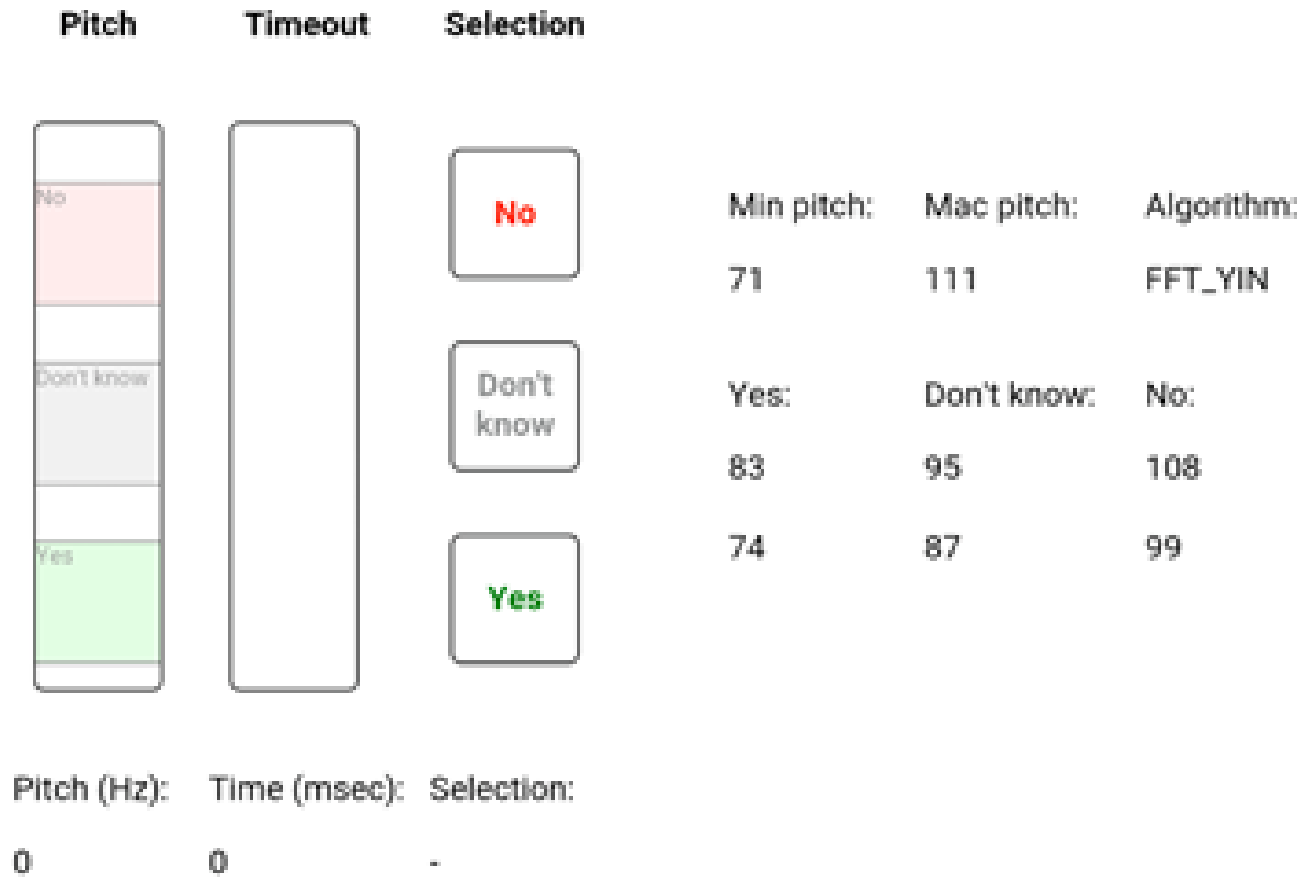 Pitch Timeout Selection
No
No
Min pitch: Mac pitch: Algorithm:
71 111 FFT_YIN
Don't know
Don't
know
Yes: Don't know: No:
83 95 108
74 87 99
Yes
Yes
Pitch (Hz): Time (msec): Selection:
0 0 -